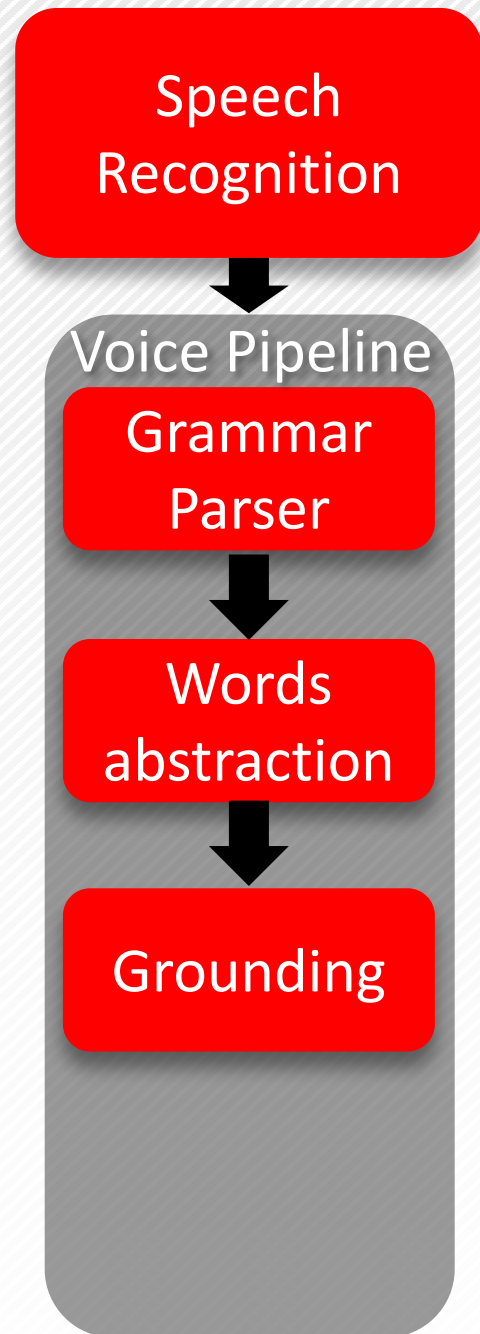 Speech
Recognition
Voice Pipeline
Grammar
Parser
Words
abstraction
Grounding